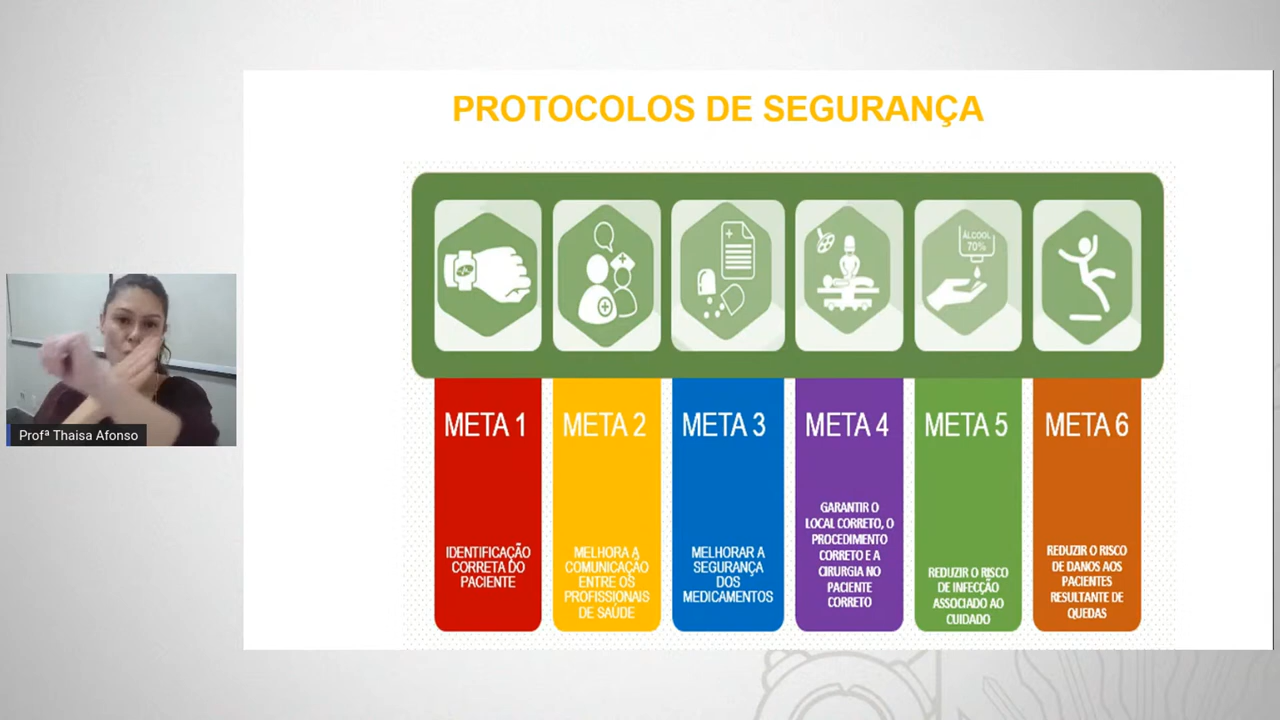 PROTOCOLOS DE SEGURANÇA
ÁLCOOL
70%
META 1
IDENTIFICAÇÃO
CORRETA DO
PACIENTE
META 2
MELHORA A
COMUNICAÇÃO
ENTRE OS
PROFISSIONAIS
DE SAÚDE
META 3
MELHORAR A
SEGURANÇA
DOS
MEDICAMENTOS
META 4
GARANTIR O
LOCAL CORRETO, O
PROCEDIMENTO
CORRETO E A
CIRURGIA NO
PACIENTE
CORRETO
META 5
REDUZIR O RISCO
DE INFECÇÃO
ASSOCIADO AO
CUIDADO
META 6
REDUZIR O RISCO
DE DANOS AOS
PACIENTES
RESULTANTE DE
QUEDAS
Profª Thaisa Afonso